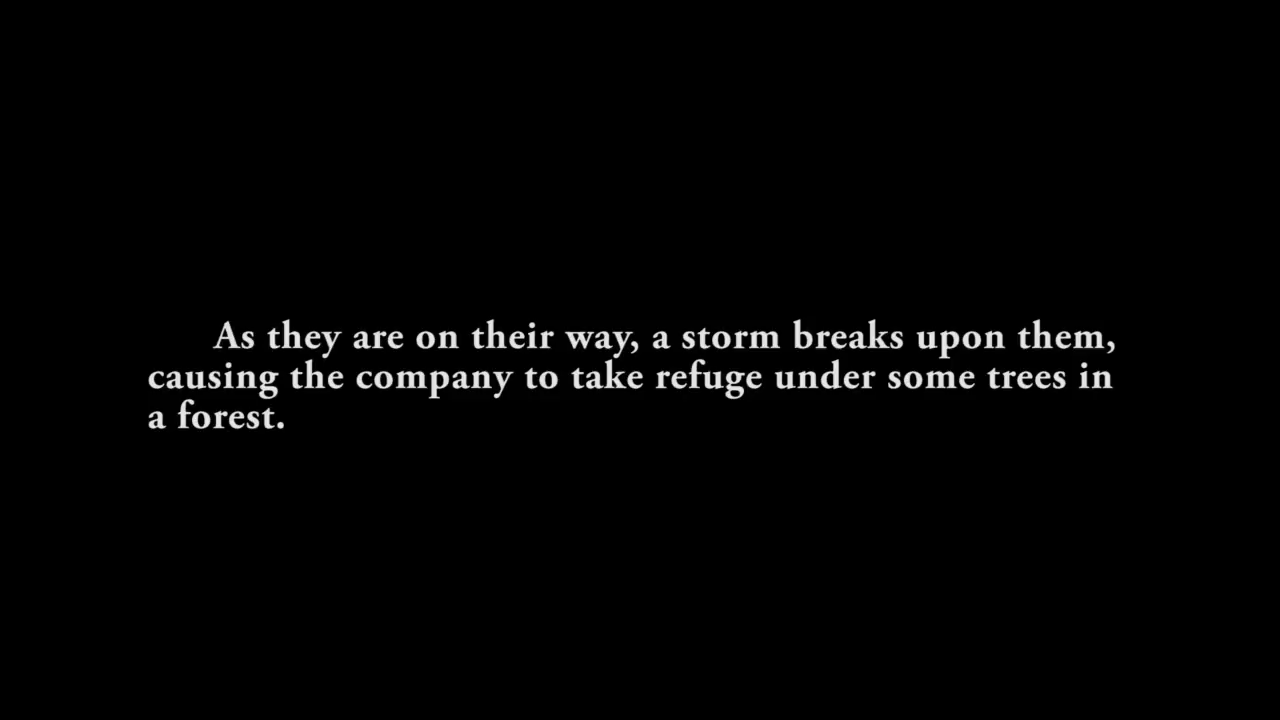 As they are on their way, a storm breaks upon them,
causing the company to take refuge under some trees in
a forest.